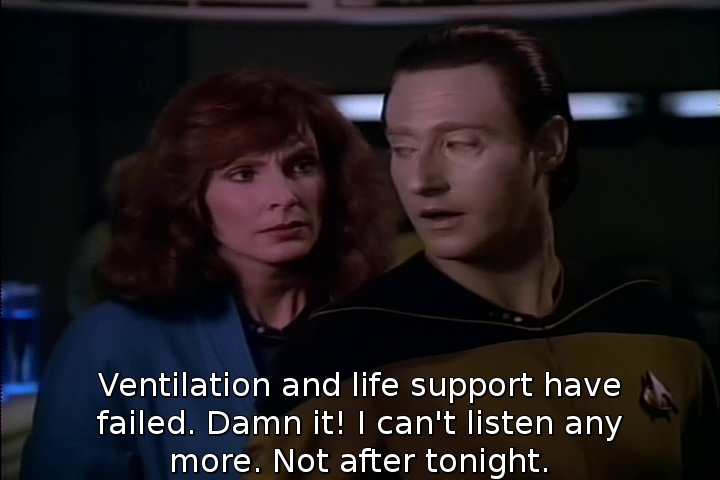 Ventilation and life support have
failed. Damn it! I can't listen any
more. Not after tonight.